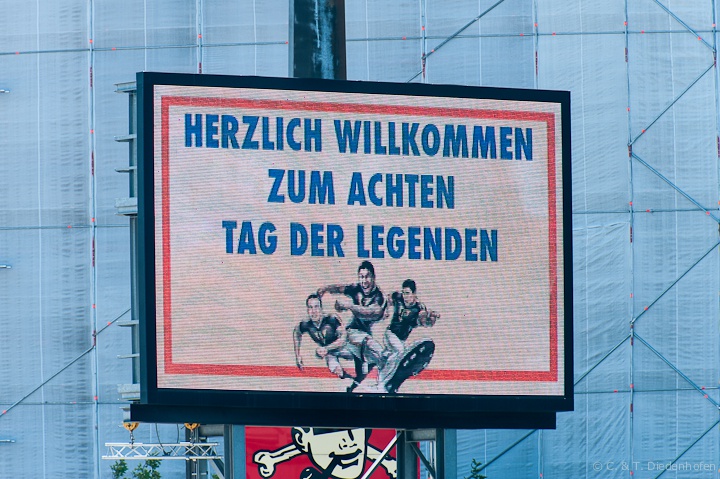 HERZLICH WILLKOMMEN
ZUM ACHTEN
TAG DER LEGENDEN
© C. & T. Diedenhofen